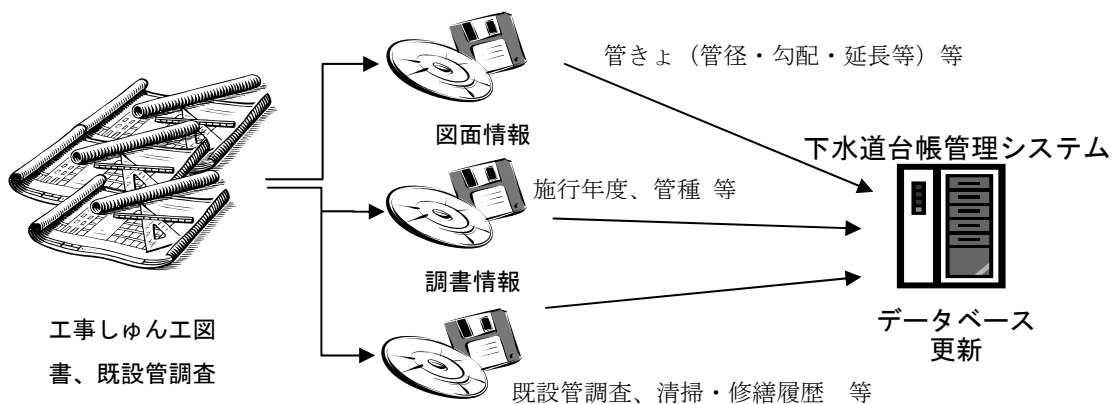 管きょ（管径・勾配・延長等）等
図面情報
下水道台帳管理システム
施行年度、管種 等
調書情報
工事しゅん工図
書、既設管調査
データベース
更新
既設管調査、清掃・修繕履歴　等